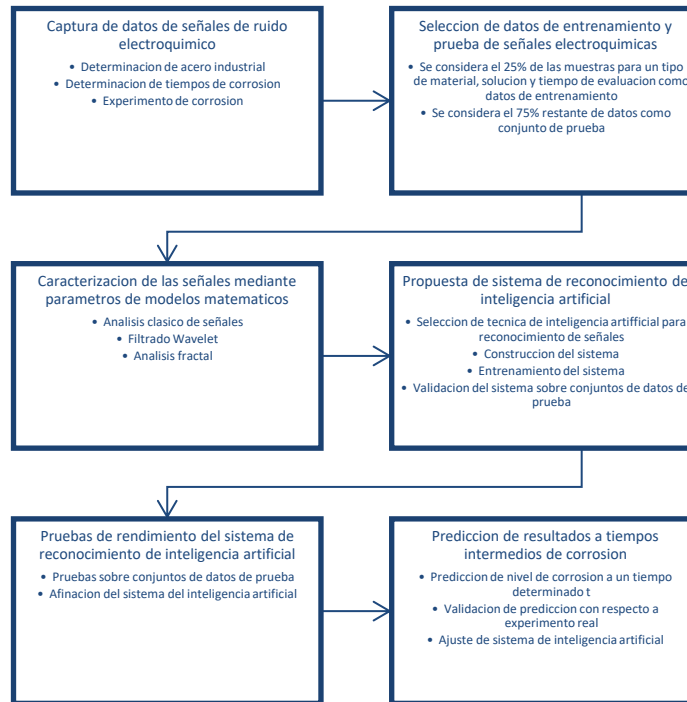 Captura de datos de señales de ruido
electroquimico
• Determinacion de acero industrial
• Determinacion de tiempos de corrosion
• Experimento de corrosion
Seleccion de datos de entrenamiento y
prueba de señales electroquimicas
• Se considera el 25% de las muestras para un tipo
de material, solucion y tiempo de evaluacion como
datos de entrenamiento
• Se considera el 75% restante de datos como
conjunto de prueba
Caracterizacion de las señales mediante
parametros de modelos matematicos
• Analisis clasico de señales
• Filtrado Wavelet
• Analisis fractal
Propuesta de sistema de reconocimiento de
inteligencia artificial
• Seleccion de tecnica de inteligencia artifficial para
reconocimiento de señales
• Construccion del sistema
• Entrenamiento del sistema
• Validacion del sistema sobre conjuntos de datos de
prueba
Pruebas de rendimiento del sistema de
reconocimiento de inteligencia artificial
• Pruebas sobre conjuntos de datos de prueba
• Afinacion del sistema del inteligencia artificial
Prediccion de resultados a tiempos
intermedios de corrosion
• Prediccion de nivel de corrosion a un tiempo
determinado t
• Validacion de prediccion con respecto a
experimento real
• Ajuste de sistema de inteligencia artificial